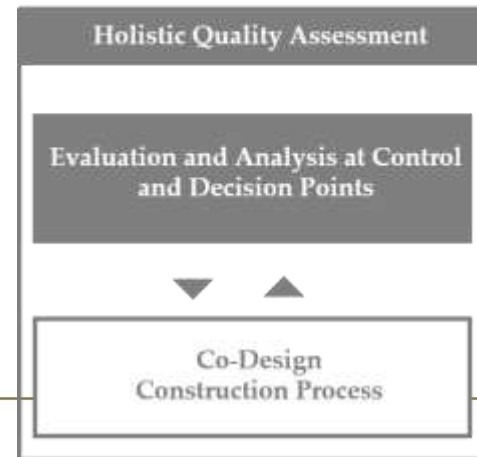 Holistic Quality Assessment
Evaluation and Analysis at Control
and Decision Points
Co-Design
Construction Process